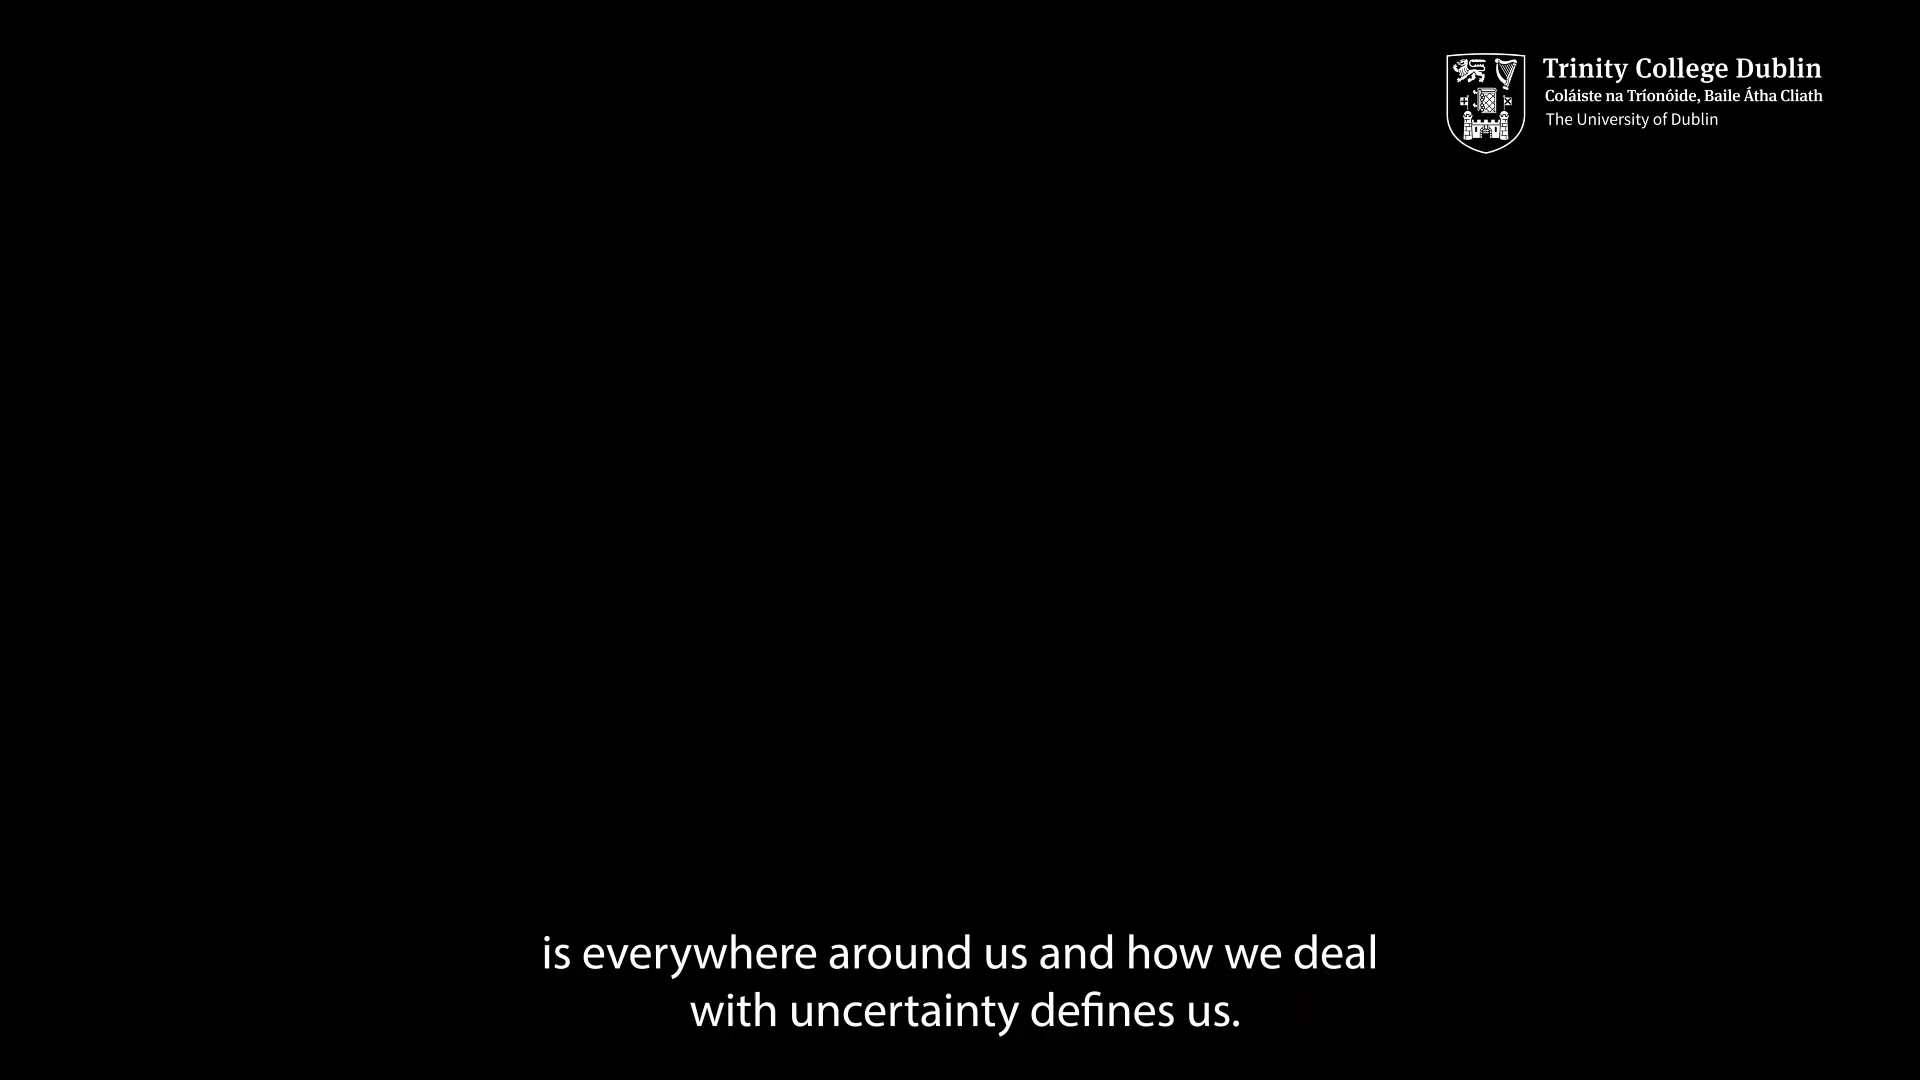 Trinity College Dublin
Coláiste na Tríonóide, Baile Átha Cliath
The University of Dublin
is everywhere around us and how we deal
with uncertainty defines us.